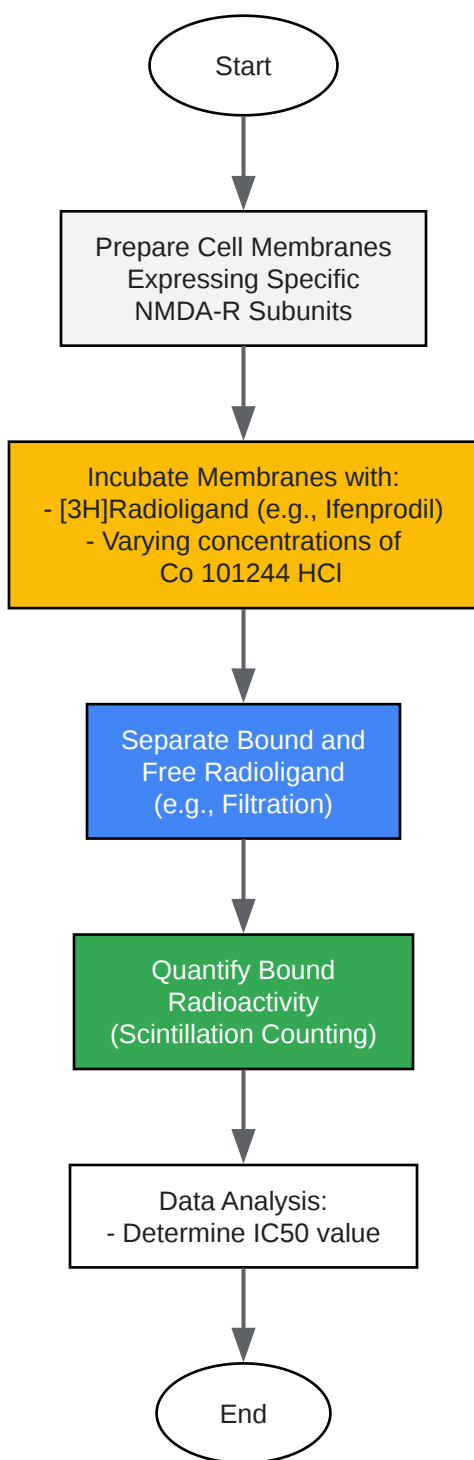 Start
Prepare Cell Membranes
Expressing Specific
NMDA-R Subunits
Incubate Membranes with:
- [3H]Radioligand (e.g., Ifenprodil)
- Varying concentrations of
Co 101244 HCl
Separate Bound and
Free Radioligand
(e.g., Filtration)
Quantify Bound
Radioactivity
(Scintillation Counting)
Data Analysis:
- Determine IC50 value
End